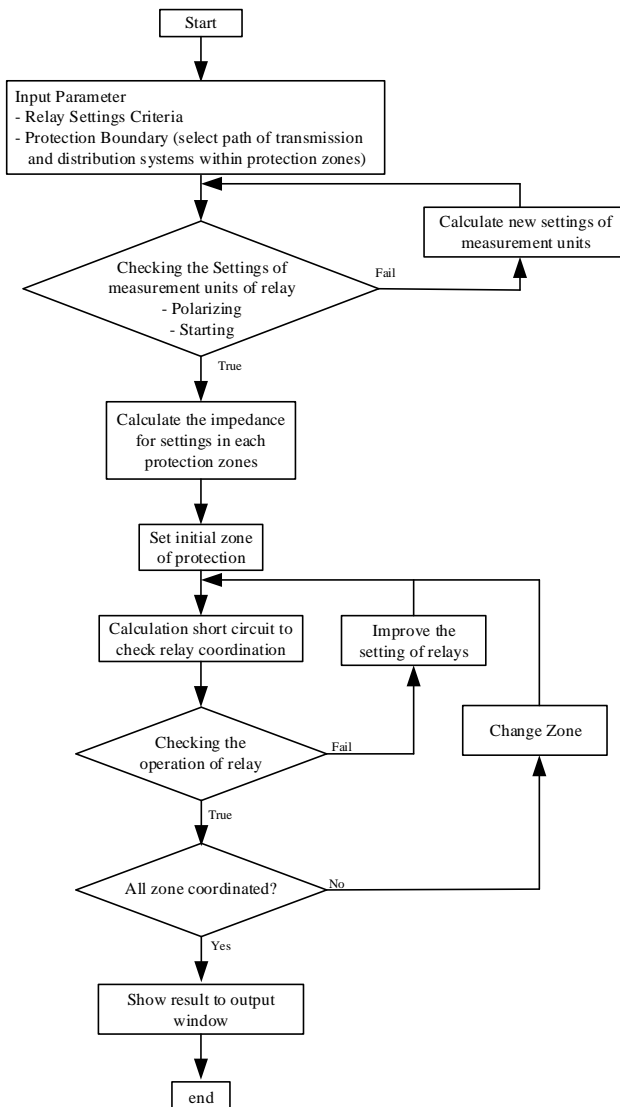 Start
Input Parameter
- Relay Settings Criteria
- Protection Boundary (select path of transmission
and distribution systems within protection zones)
Calculate new settings of
measurement units
Checking the Settings of
measurement units of relay
- Polarizing
- Starting
Fail
True
Calculate the impedance
for settings in each
protection zones
Set initial zone
of protection
Calculation short circuit to
check relay coordination
Improve the
setting of relays
Change Zone
Checking the
operation of relay
Fail
True
All zone coordinated?
No
Yes
Show result to output
window
end